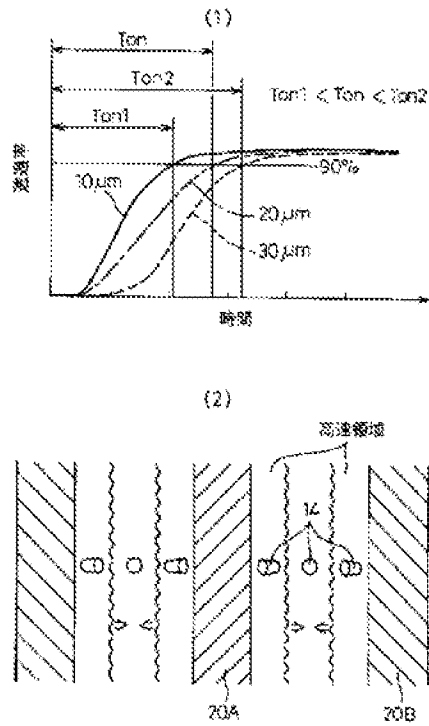 (1)
Ton
Ton2
Ton1 < Ton < Ton2
Ton1
透過率
90%
10μm
20μm
30μm
時間
(2)
高速領域
14
20A
20B